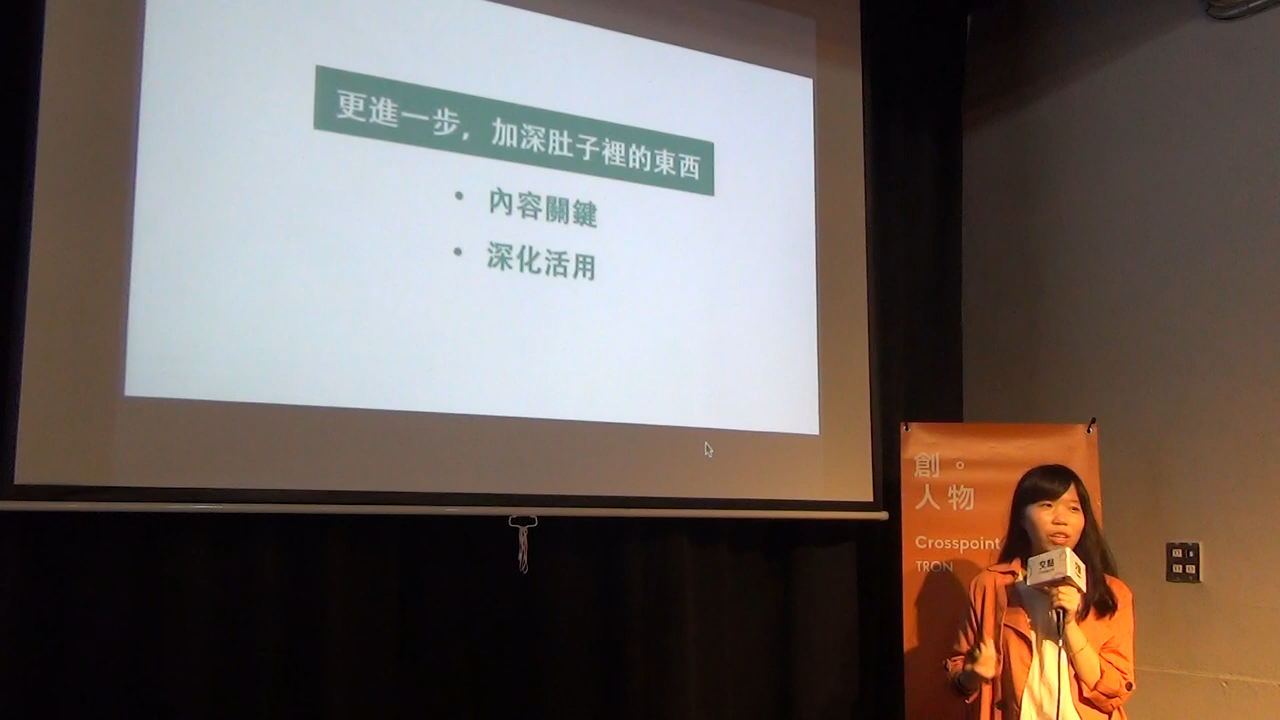 更進一步，加深肚子裡的東西
• 內容關鍵
• 深化活用
創。
人物
Crosspoint
TRON
交點